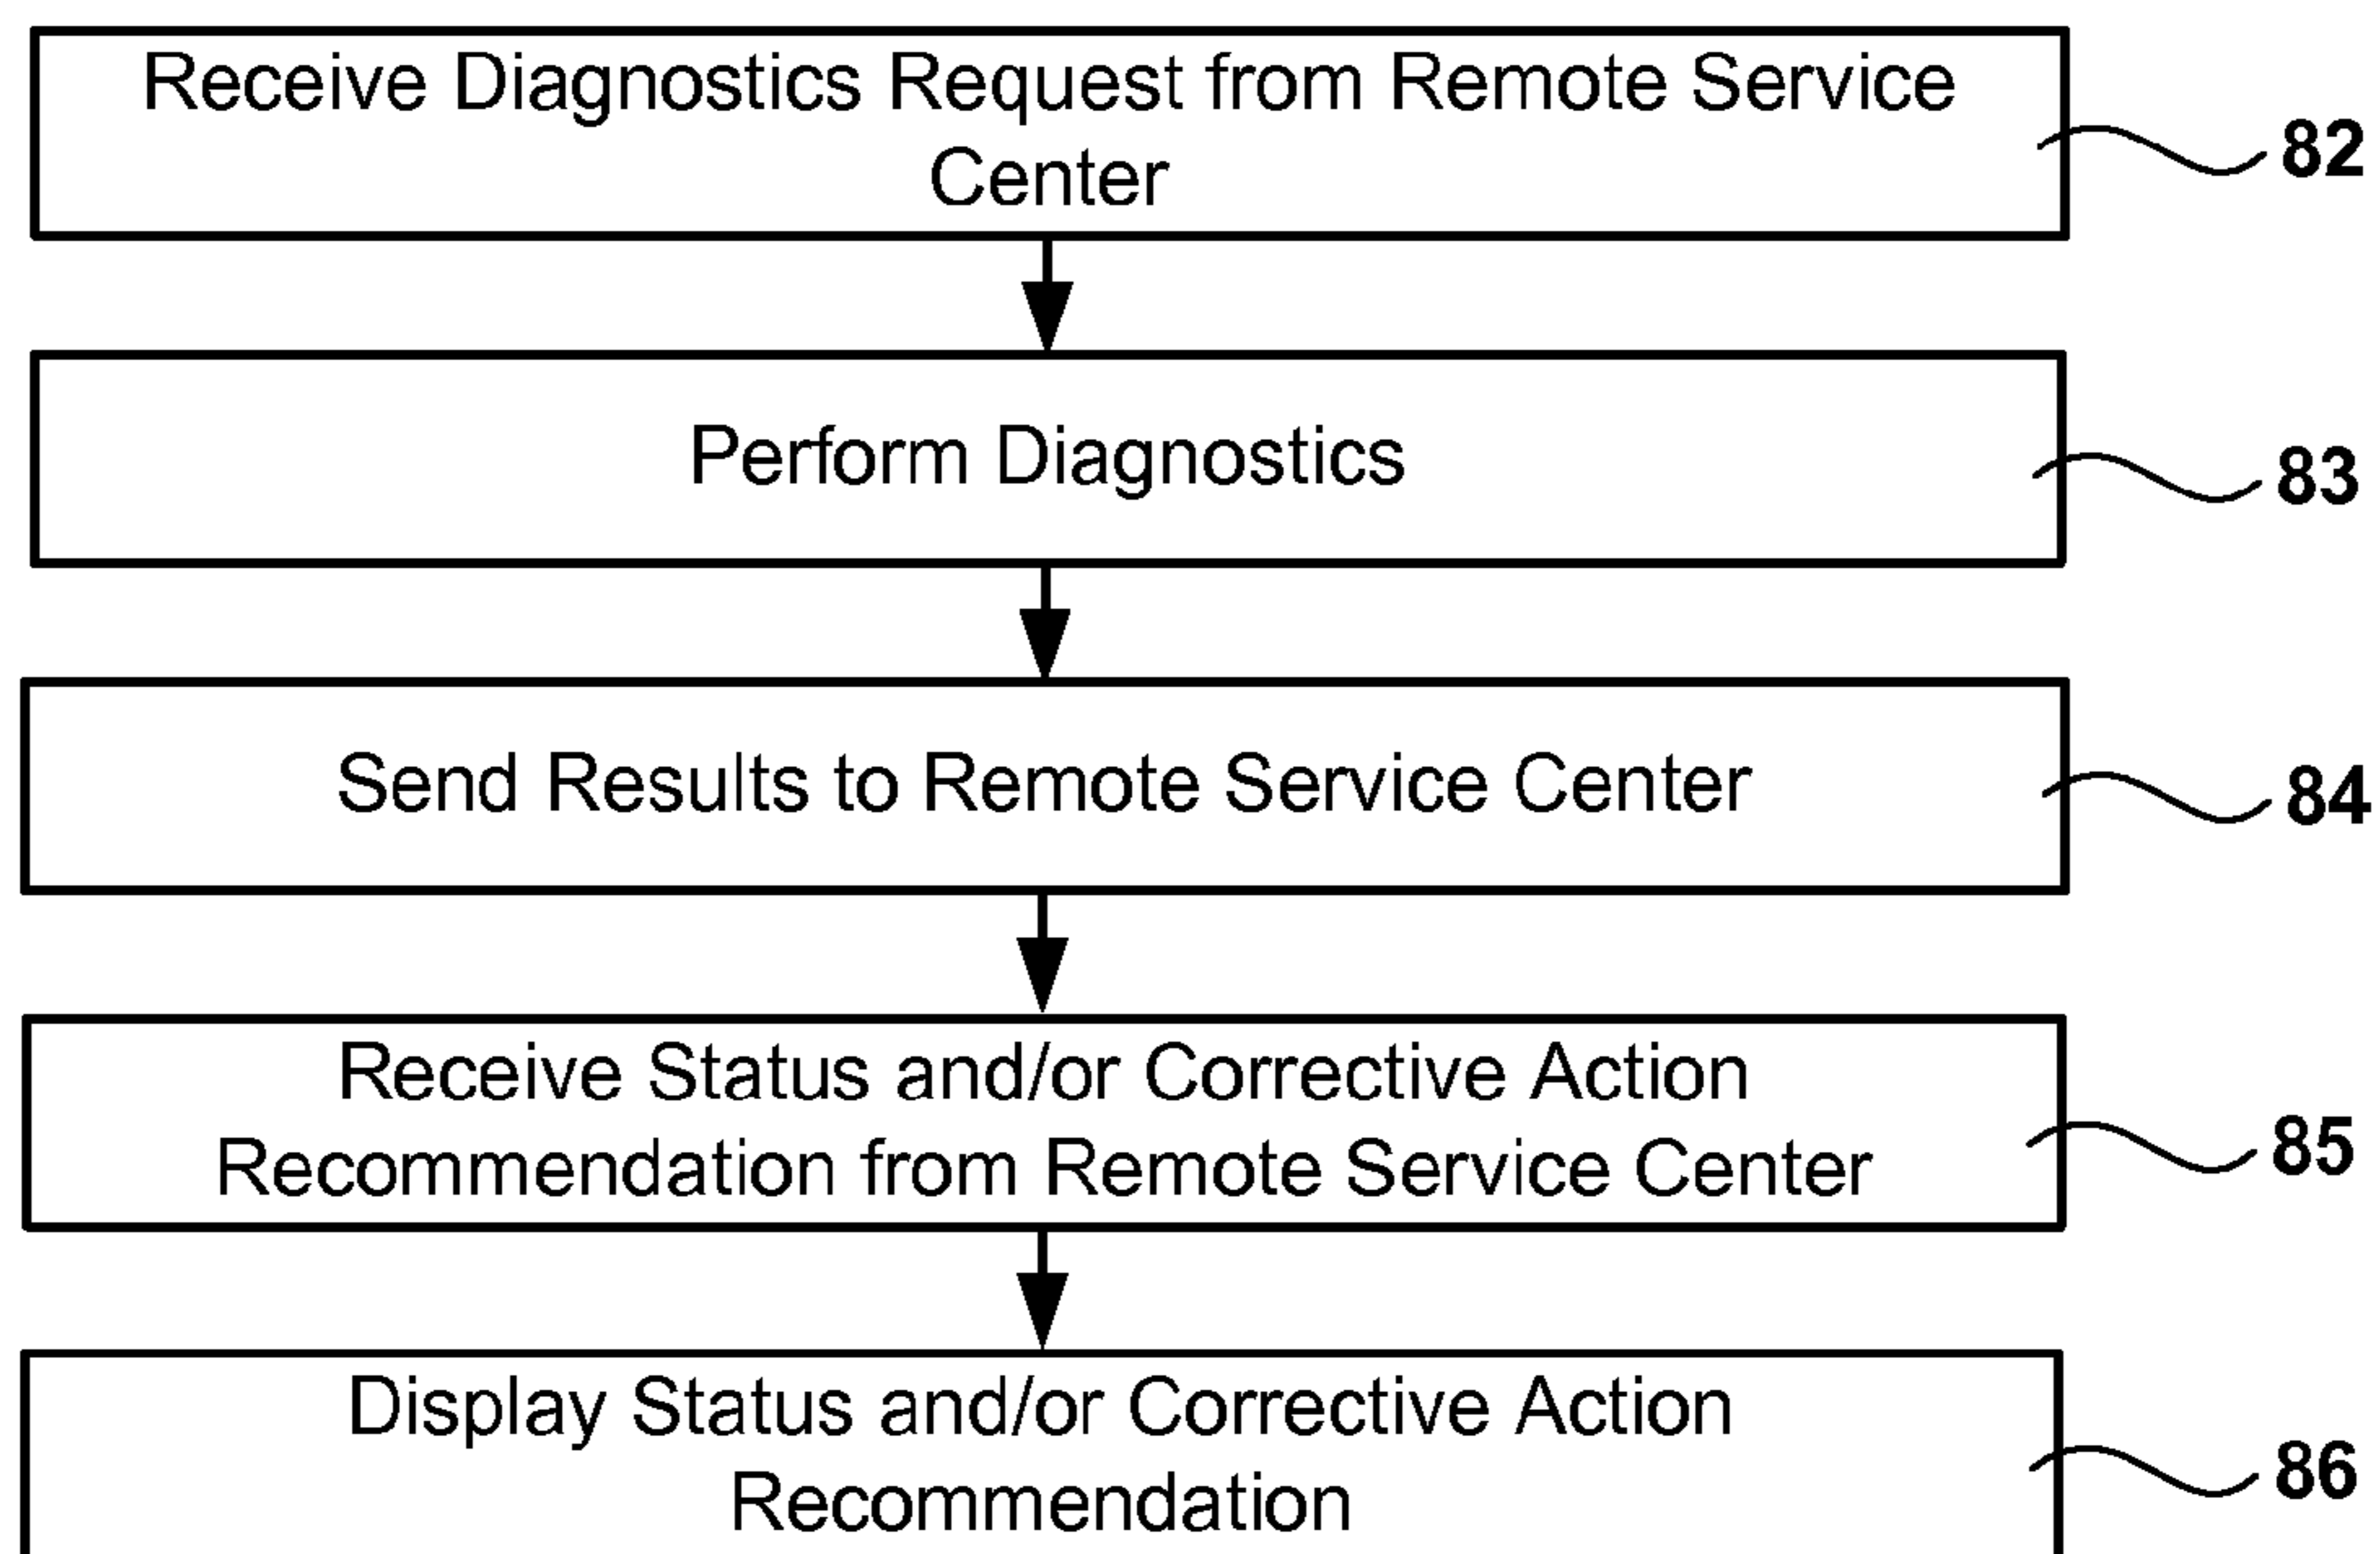 Receive Diagnostics Request from Remote Service
Center
82
Perform Diagnostics
83
Send Results to Remote Service Center
84
Receive Status and/or Corrective Action
Recommendation from Remote Service Center
85
Display Status and/or Corrective Action
Recommendation
86